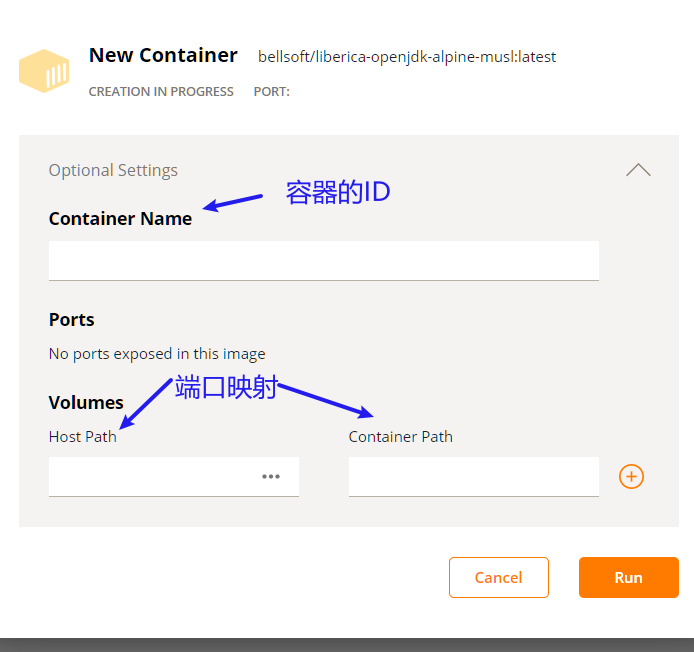 New Container bellsoft/liberica-openjdk-alpine-musl:latest
CREATION IN PROGRESS PORT:
Optional Settings
容器的ID
Container Name
Ports
No ports exposed in this image
端口映射
Volumes
Host Path Container Path
Cancel Run